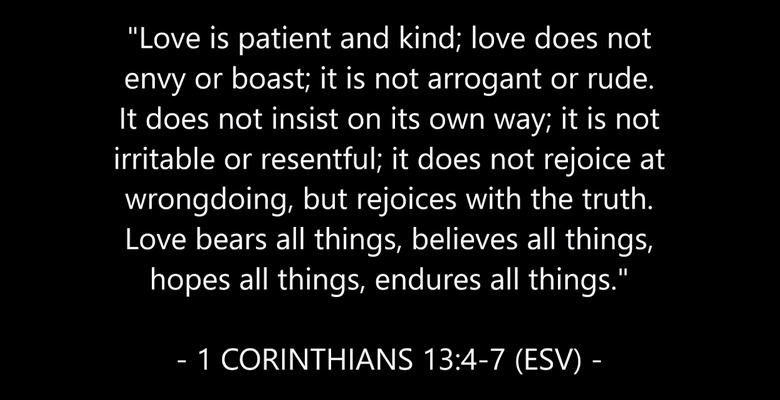 "Love is patient and kind; love does not
envy or boast; it is not arrogant or rude.
It does not insist on its own way; it is not
irritable or resentful; it does not rejoice at
wrongdoing, but rejoices with the truth.
Love bears all things, believes all things,
hopes all things, endures all things."
- 1 CORINTHIANS 13:4-7 (ESV) -